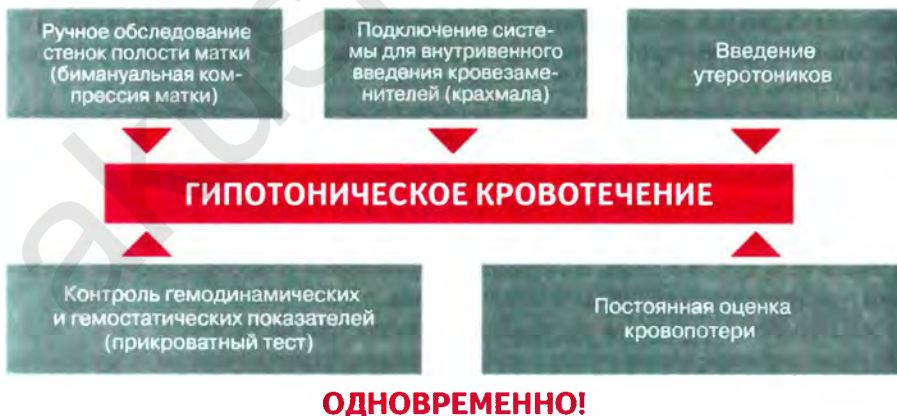 Ручное обследование
стенок полости матки
(бимануальная ком-
прессия матки)
Подключение систе-
мы для внутривенного
введения кровезаме-
нителей (крахмала)
Введение
утеротоников
ГИПОТОНИЧЕСКОЕ КРОВОТЕЧЕНИЕ
Контроль гемодинамических
и гемостатических показателей
(прикроватный тест)
Постоянная оценка
кровопотери
ОДНОВРЕМЕННО!